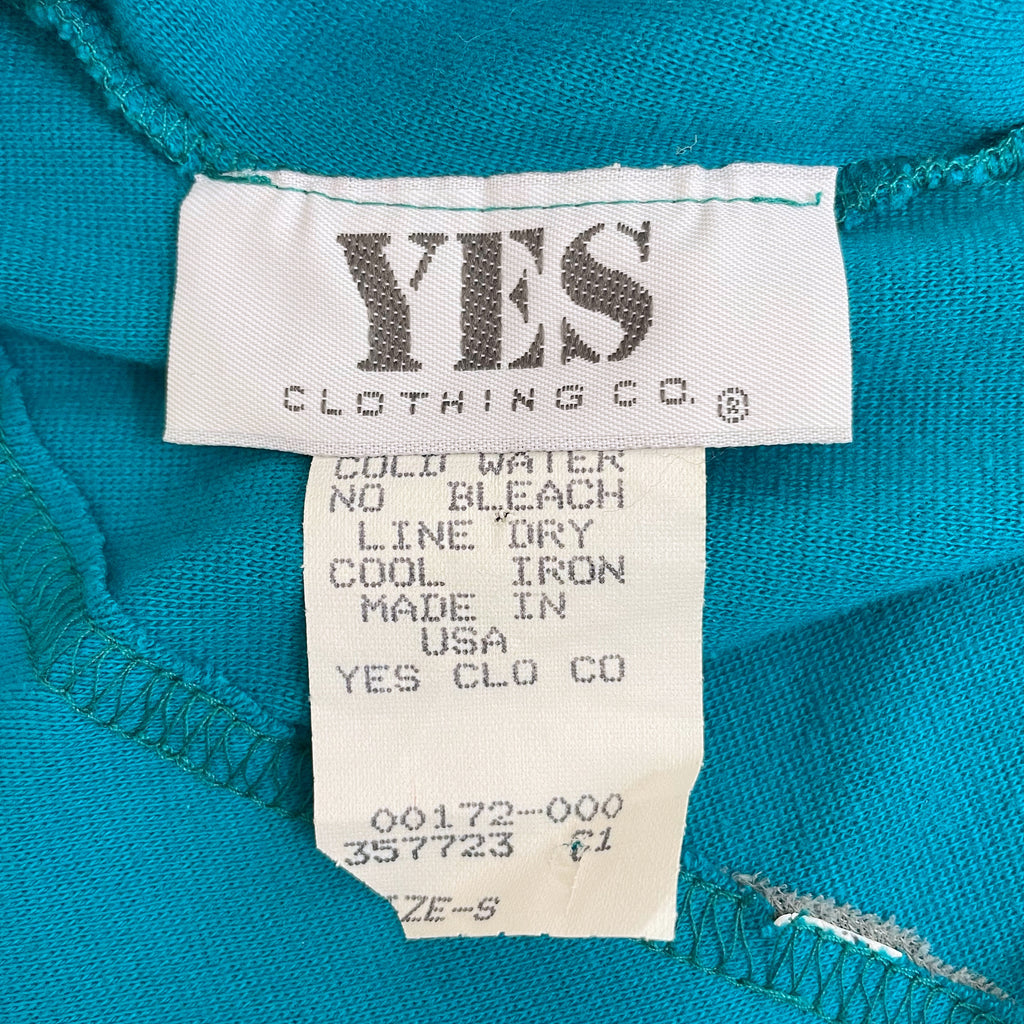 YES
CLOTHING CO. ®
COLD WATER
NO BLEACH
LINE DRY
COOL IRON
MADE IN
USA
YES CLO CO
00172-000
357723
ZE-S